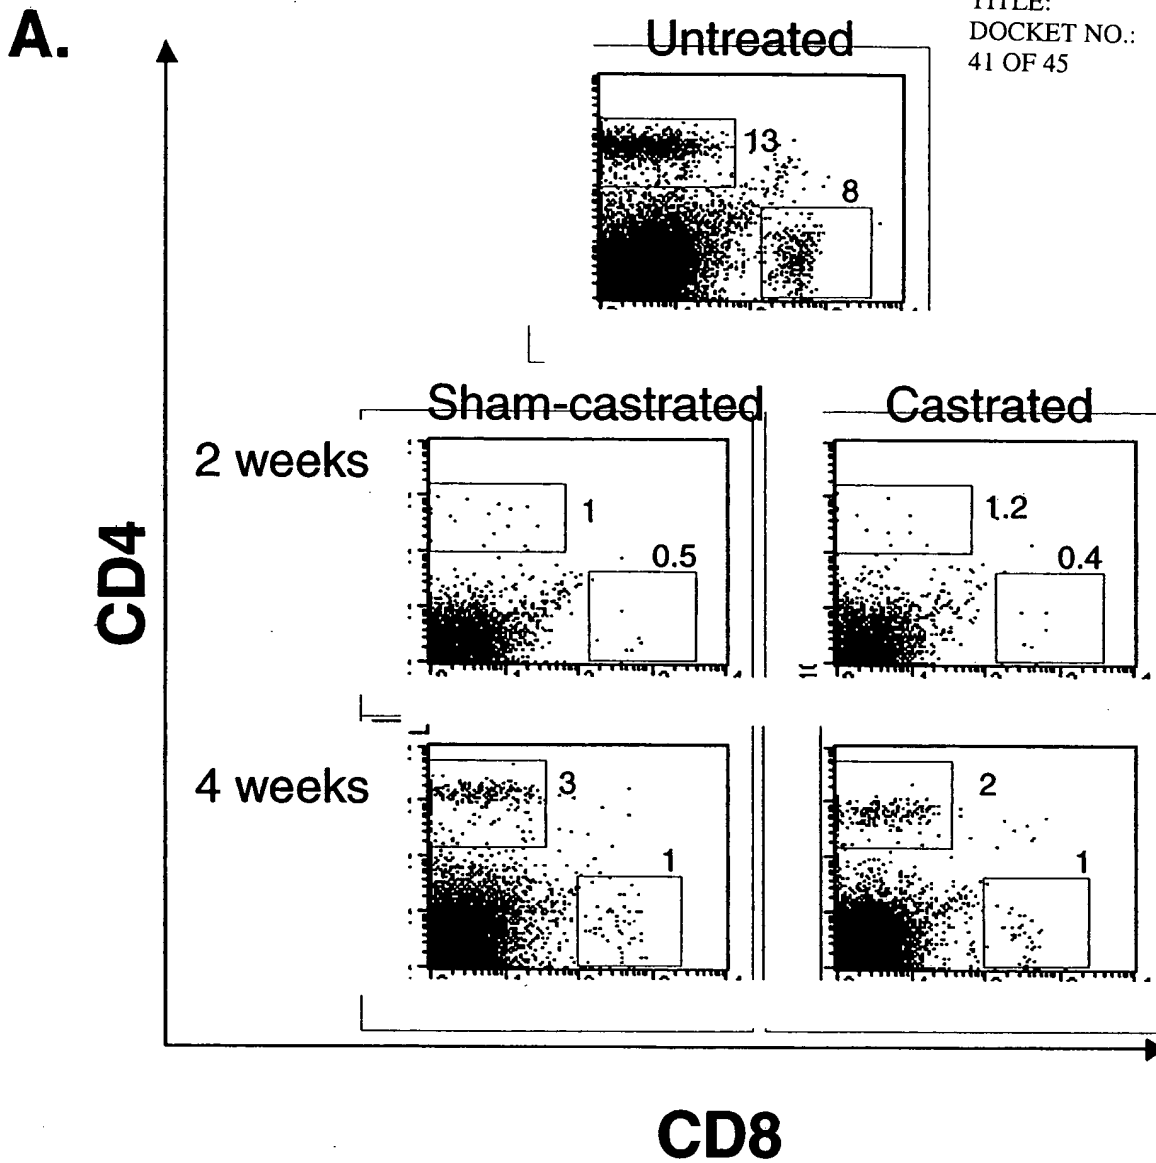 A.
TITLE:
DOCKET NO.:
41 OF 45
Untreated
13
8
Sham-castrated
Castrated
2 weeks
1
0.5
1.2
0.4
4 weeks
3
1
2
1
CD4
CD8